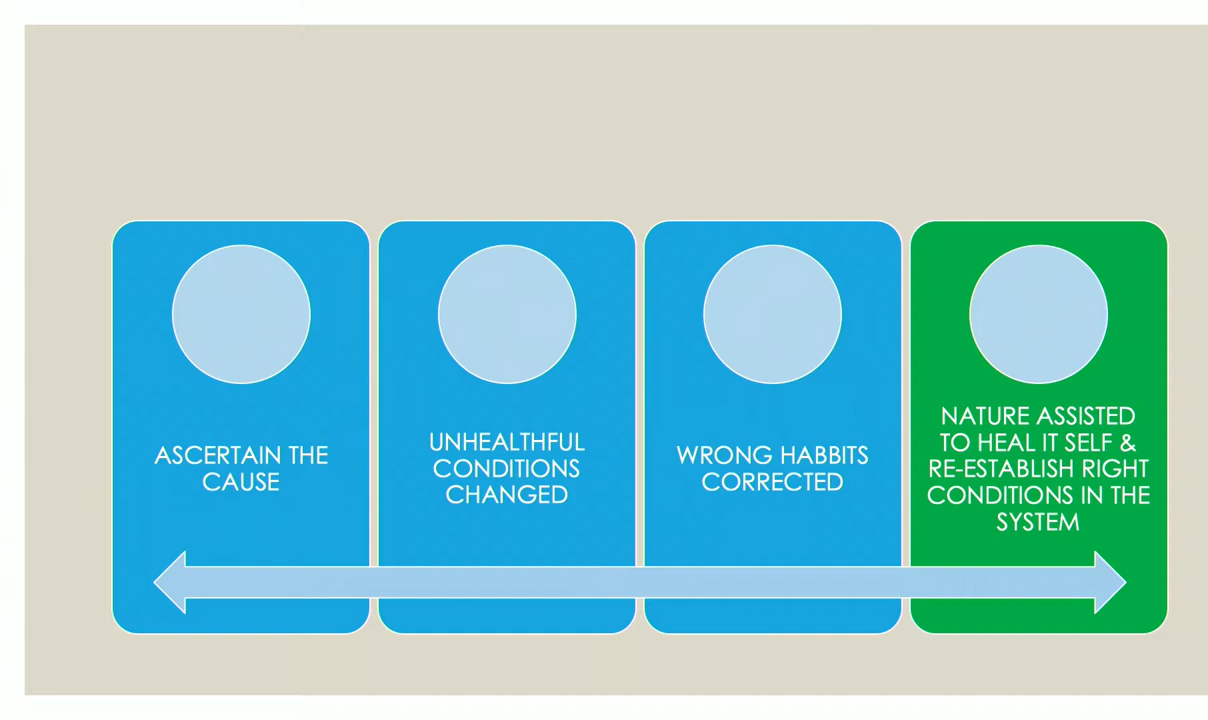 ASCERTAIN THE
CAUSE
UNHEALTHFUL
CONDITIONS
CHANGED
WRONG HABBITS
CORRECTED
NATURE ASSISTED
TO HEAL IT SELF &
RE-ESTABLISH RIGHT
CONDITIONS IN THE
SYSTEM